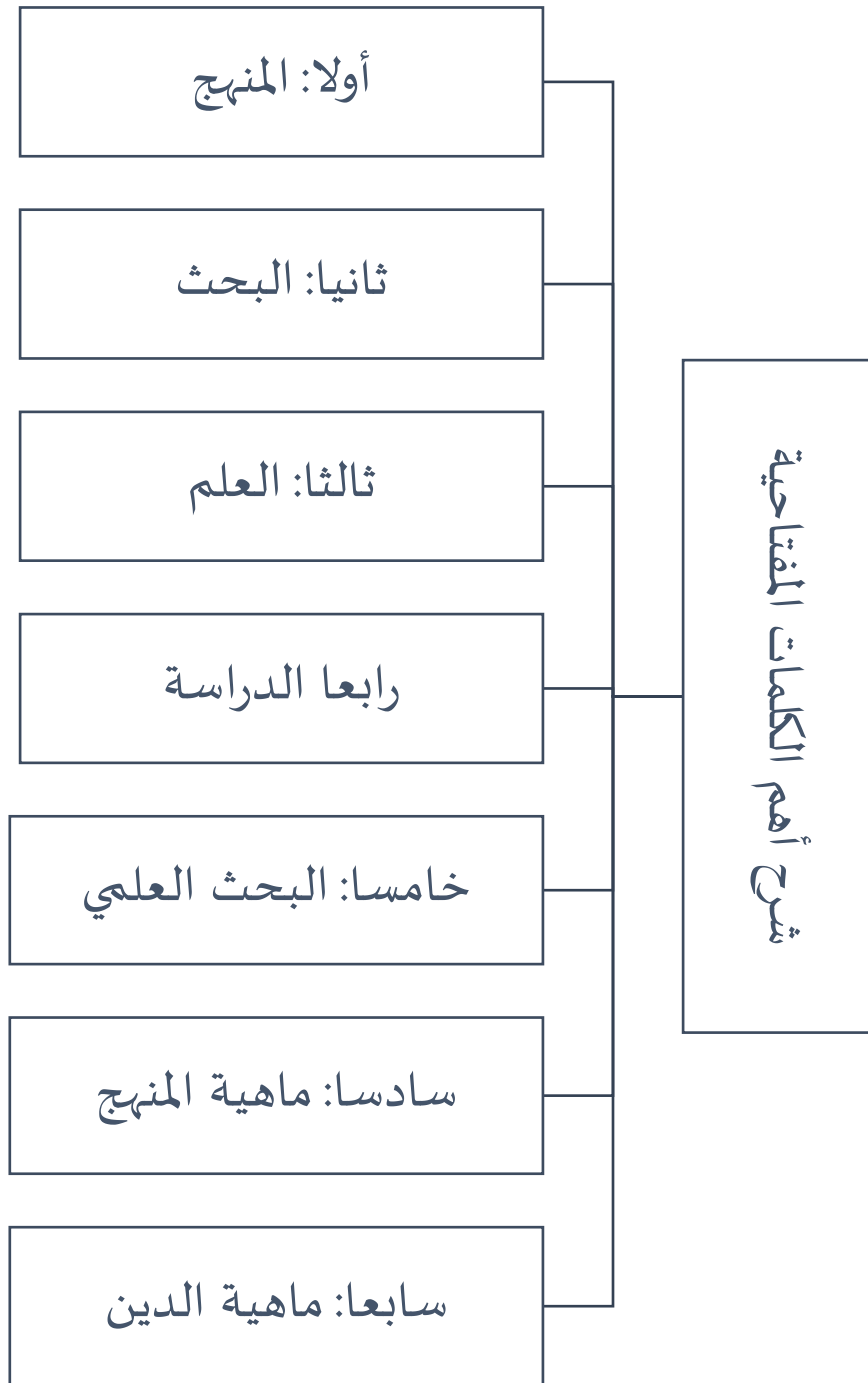 شرح أهم الكلمات المفتاحية
أولا: المنهج
ثانيا: البحث
ثالثا: العلم
رابعا الدراسة
خامسا: البحث العلمي
سادسا: ماهية المنهج
سابعا: ماهية الدين